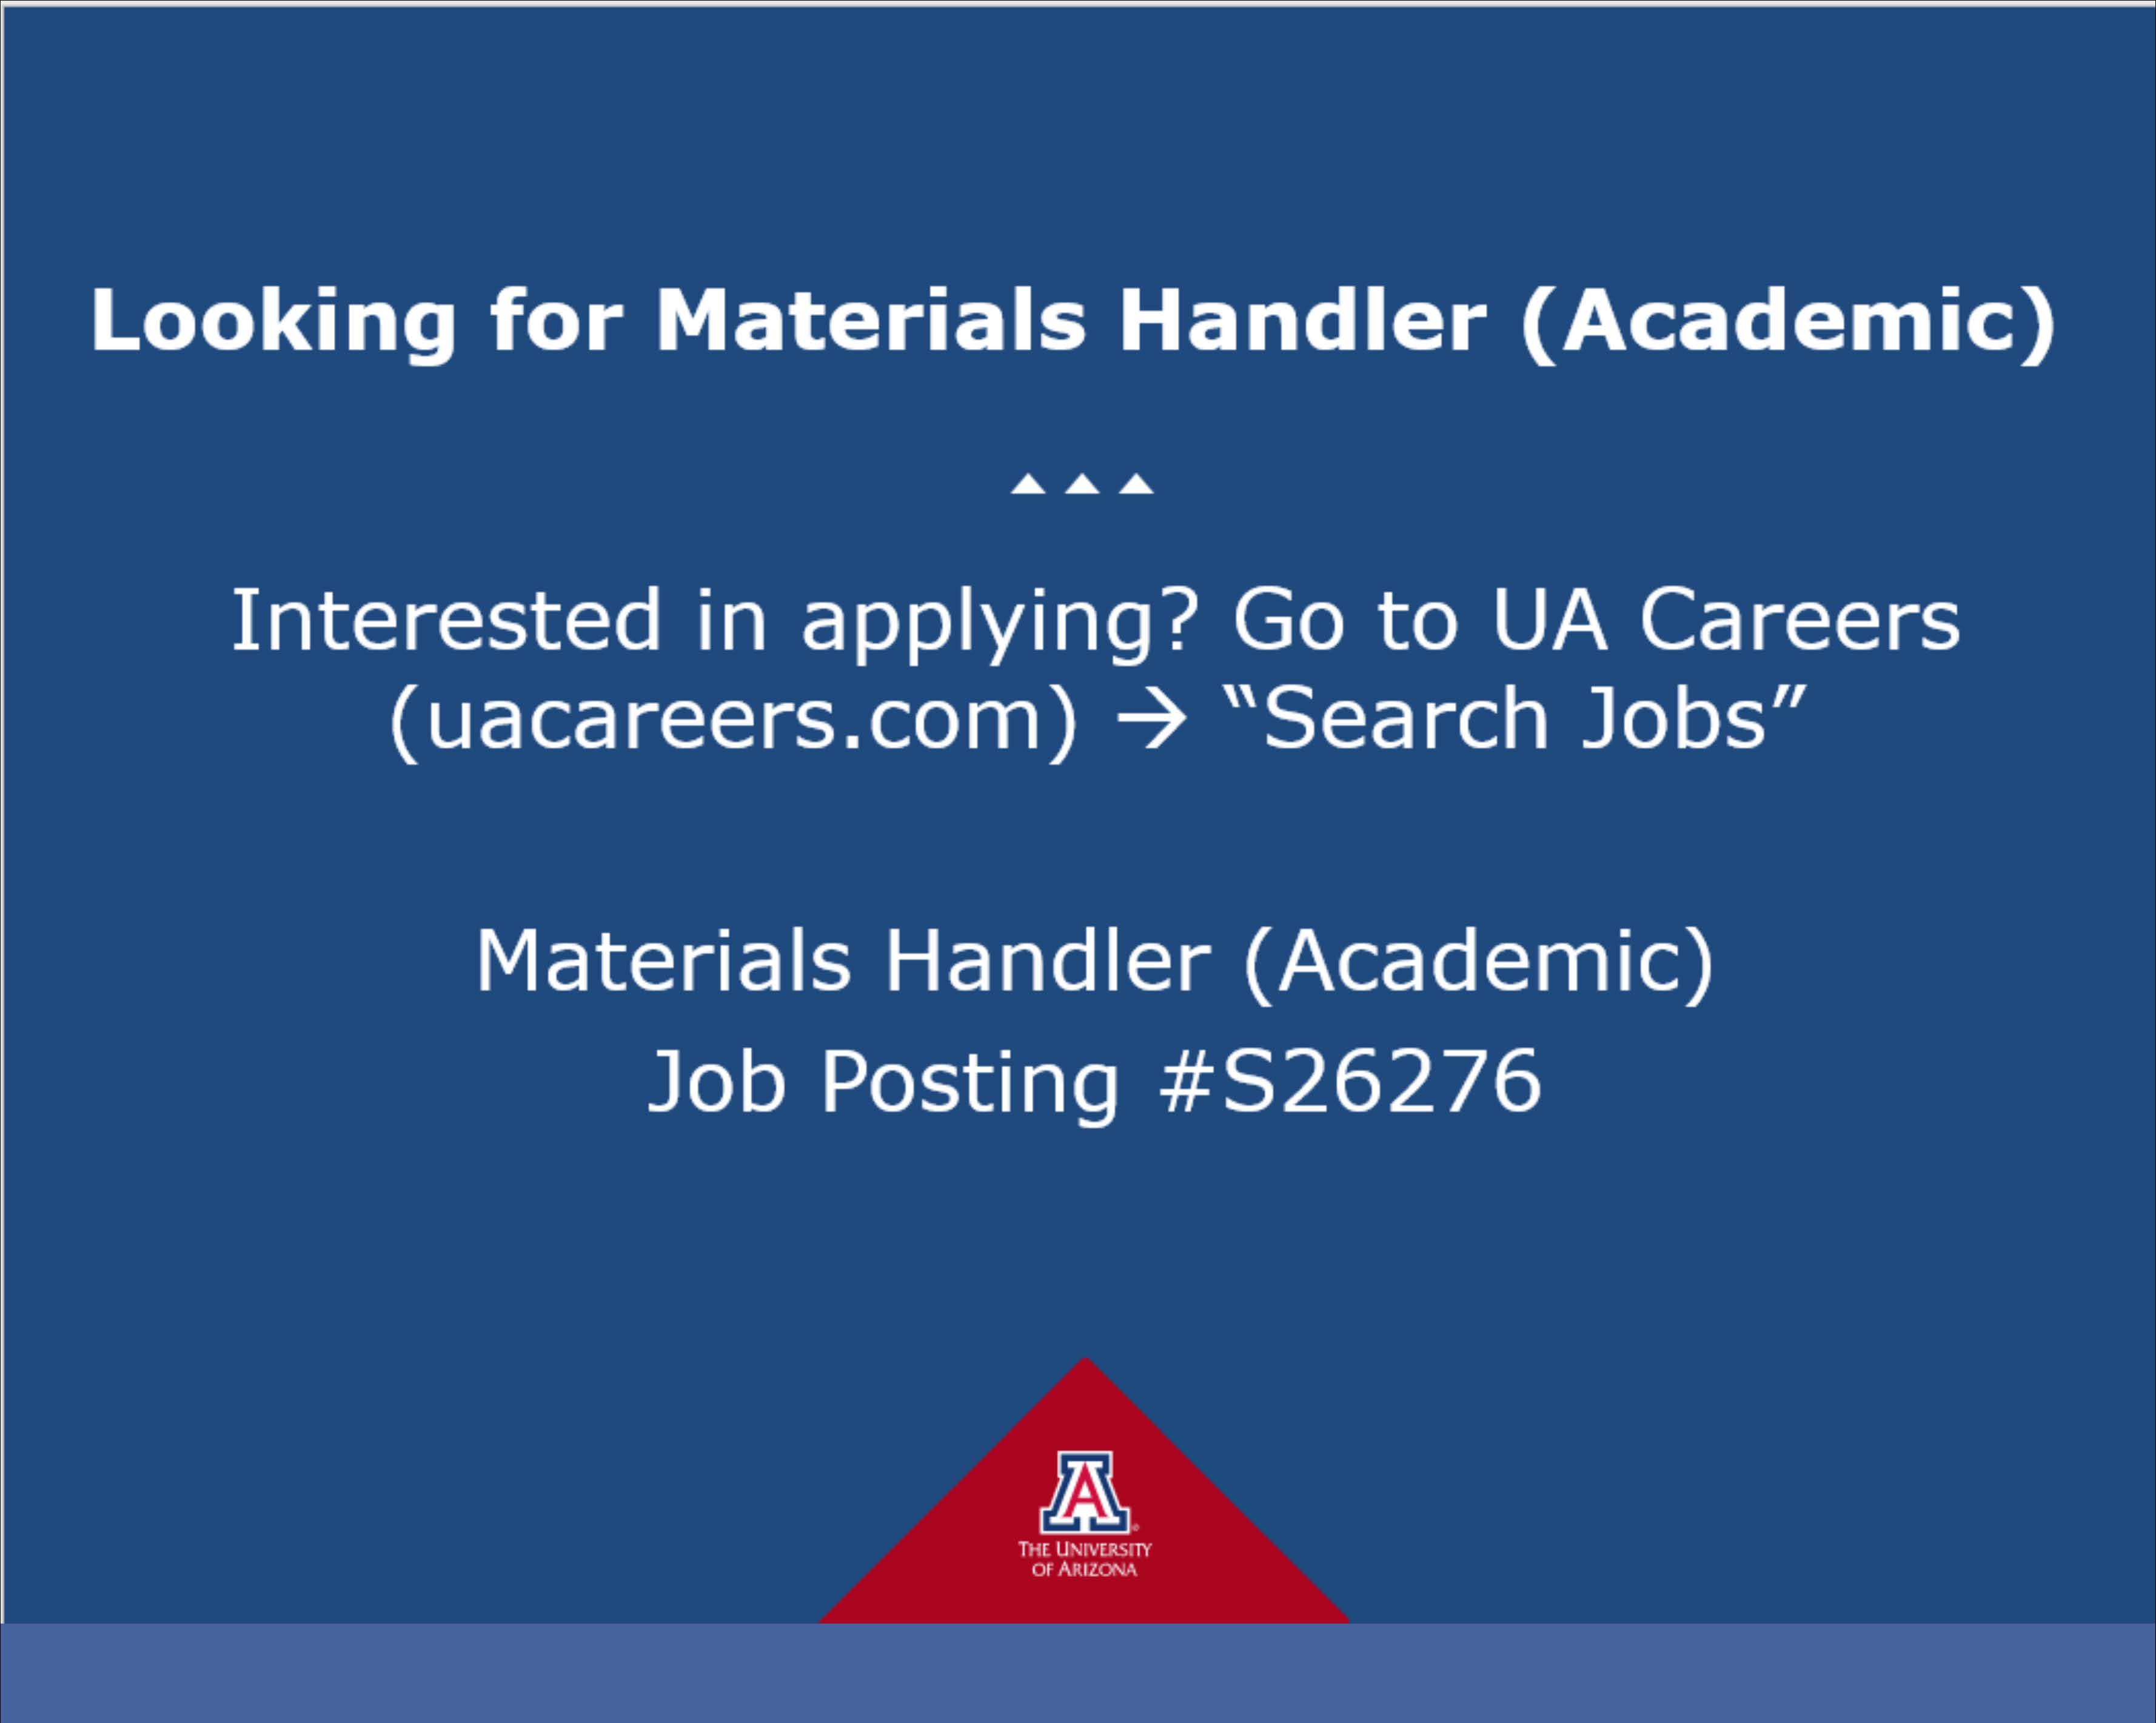 Looking for Materials Handler (Academic)
Interested in applying? Go to UA Careers
(uacareers.com) → “Search Jobs”
Materials Handler (Academic)
Job Posting #S26276
A
THE UNIVERSITY
OF ARIZONA